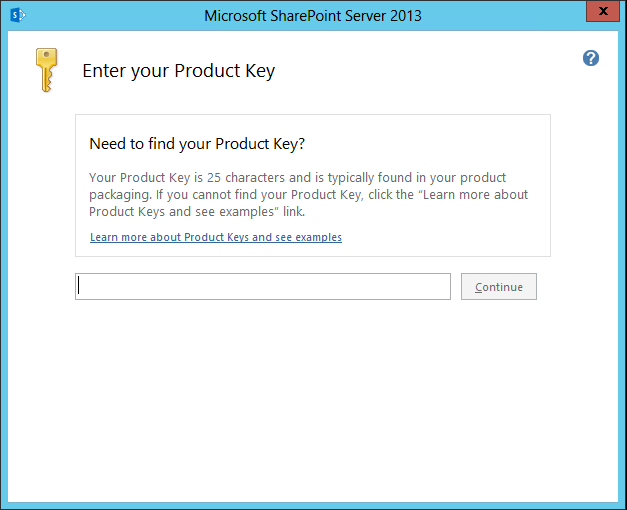 Microsoft SharePoint Server 2013
Enter your Product Key
Need to find your Product Key?
Your Product Key is 25 characters and is typically found in your product
packaging. If you cannot find your Product Key, click the “Learn more about
Product Keys and see examples” link.
Learn more about Product Keys and see examples
Continue